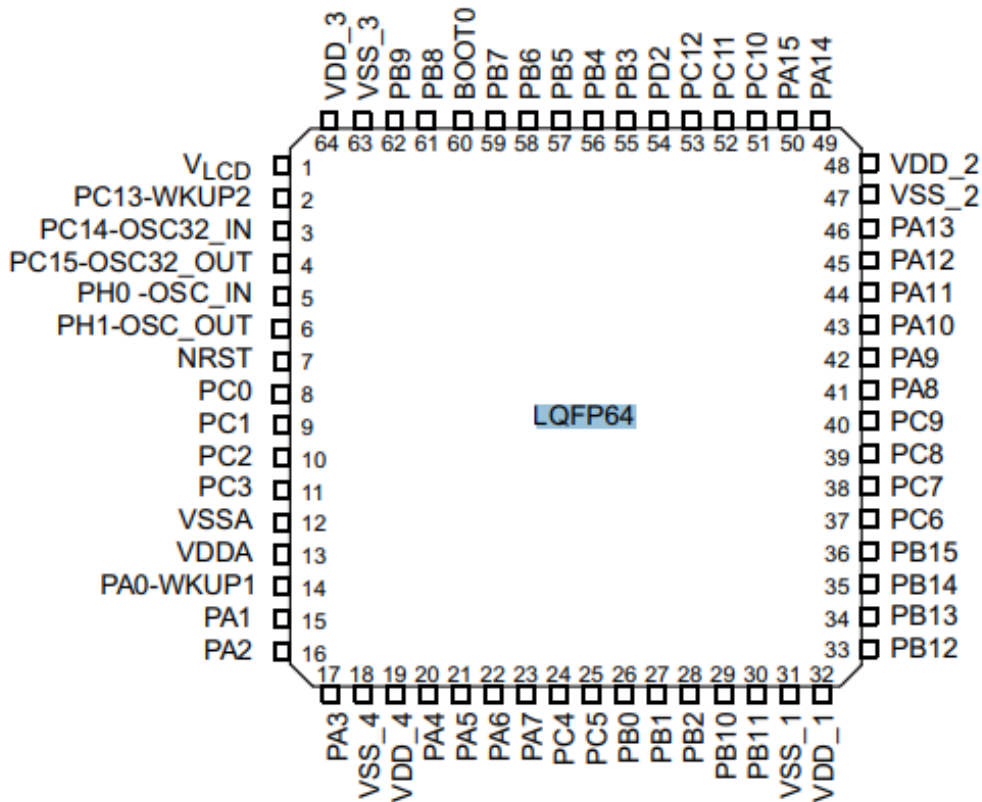 VDD_3
VSS_3
PB9
PB8
BOOT0
PB7
PB6
PB5
PB4
PB3
PD2
PC12
PC11
PC10
PA15
PA14
64 63 62 61 60 59 58 57 56 55 54 53 52 51 50 49
VLCD 1
PC13-WKUP2 2
PC14-OSC32_IN 3
PC15-OSC32_OUT 4
PH0 -OSC_IN 5
PH1-OSC_OUT 6
NRST 7
PC0 8
PC1 9
PC2 10
PC3 11
VSSA 12
VDDA 13
PA0-WKUP1 14
PA1 15
PA2 16
LQFP64
48 VDD_2
47 VSS_2
46 PA13
45 PA12
44 PA11
43 PA10
42 PA9
41 PA8
40 PC9
39 PC8
38 PC7
37 PC6
36 PB15
35 PB14
34 PB13
33 PB12
17 18 19 20 21 22 23 24 25 26 27 28 29 30 31 32
PA3
VSS_4
VDD_4
PA4
PA5
PA6
PA7
PC4
PC5
PB0
PB1
PB2
PB10
PB11
VSS_1
VDD_1